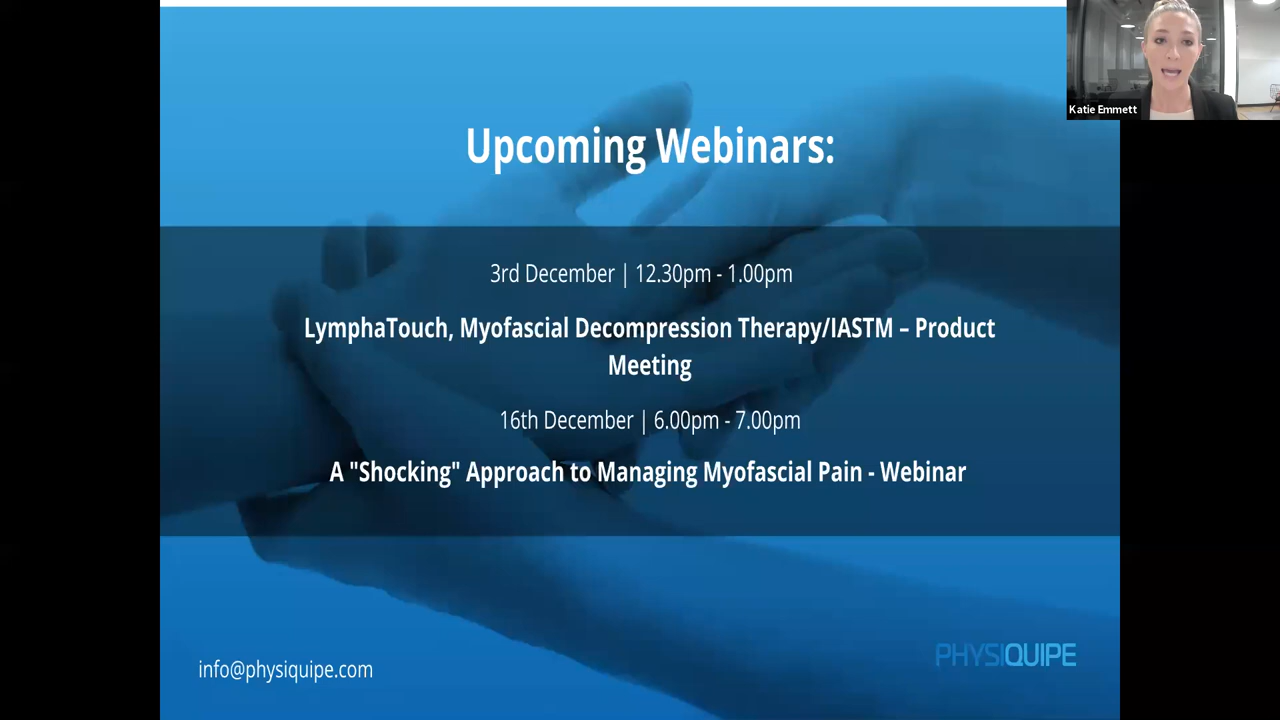 Katie Emmett
Upcoming Webinars:
3rd December | 12.30pm - 1.00pm
LymphaTouch, Myofascial Decompression Therapy/IASTM – Product
Meeting
16th December | 6.00pm - 7.00pm
A "Shocking" Approach to Managing Myofascial Pain - Webinar
info@physiquipe.com
PHYSIQUIPE